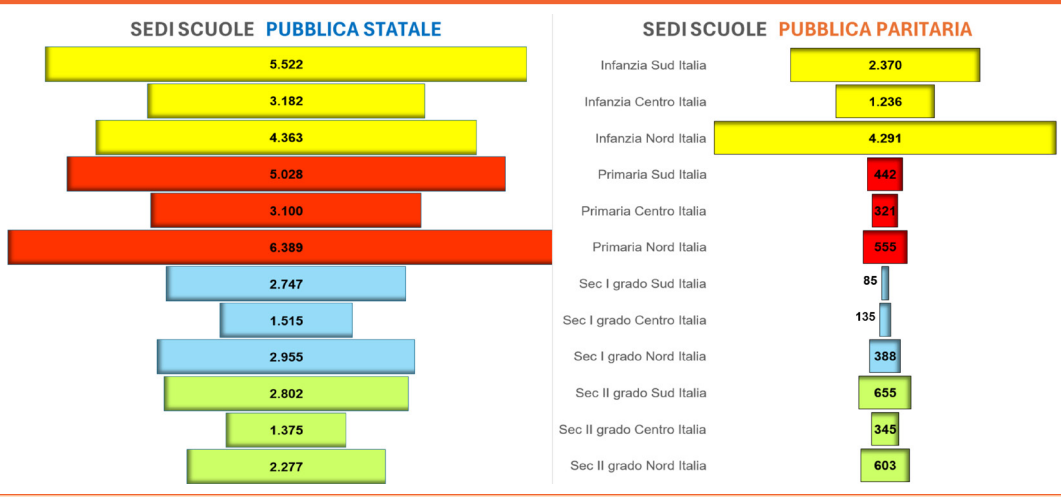 SEDI SCUOLE PUBBLICA STATALE
SEDI SCUOLE PUBBLICA PARITARIA
5.522 Infanzia Sud Italia 2.370
3.182 Infanzia Centro Italia 1.236
4.363 Infanzia Nord Italia 4.291
5.028 Primaria Sud Italia 442
3.100 Primaria Centro Italia 321
6.389 Primaria Nord Italia 555
2.747 Sec I grado Sud Italia 85
1.515 Sec I grado Centro Italia 135
2.955 Sec I grado Nord Italia 388
2.802 Sec II grado Sud Italia 655
1.375 Sec II grado Centro Italia 345
2.277 Sec II grado Nord Italia 603